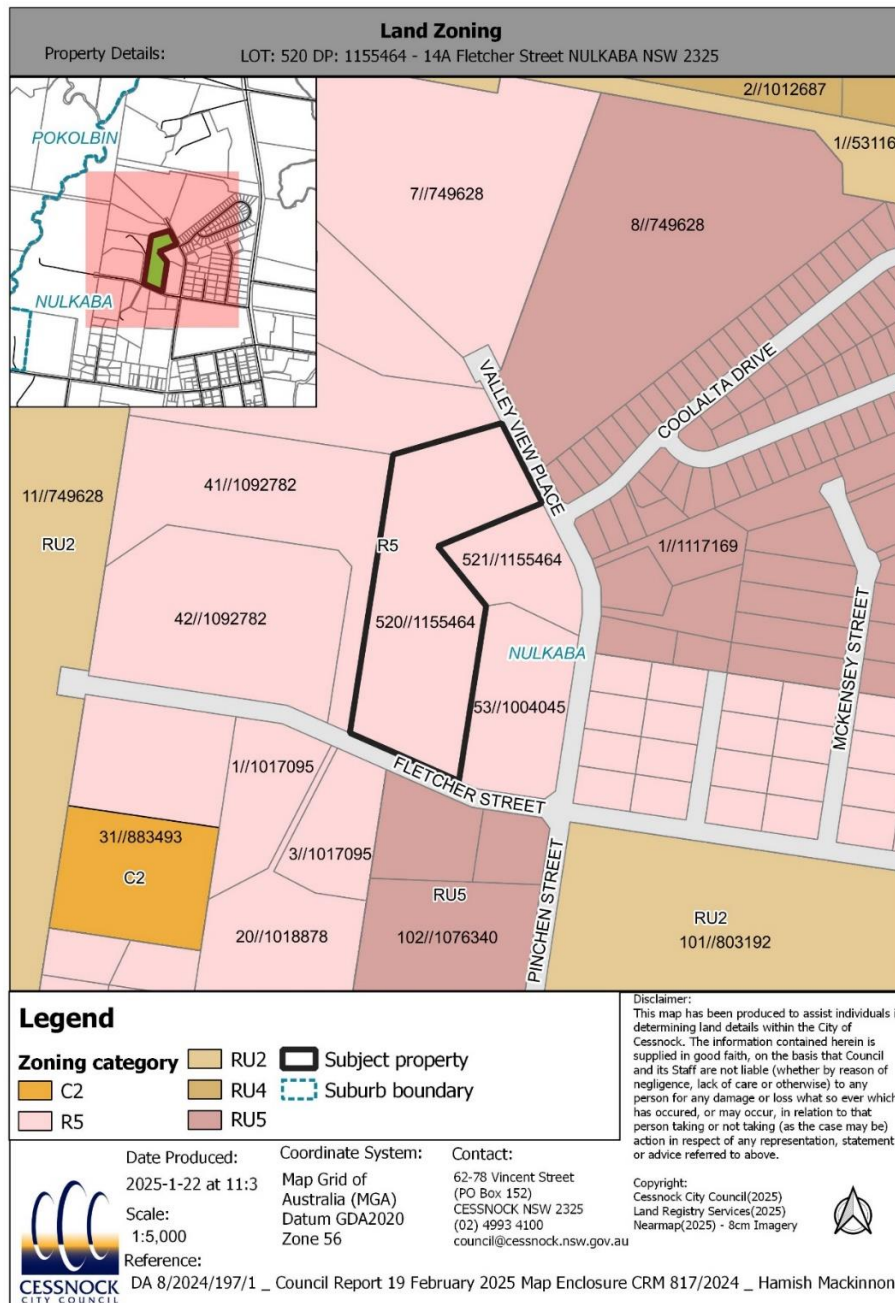 Land Zoning
Property Details: LOT: 520 DP: 1155464 - 14A Fletcher Street NULKABA NSW 2325
POKOLBIN
NULKABA
2//1012687
1//53116
7//749628
8//749628
VALLEY VIEW PLACE
COOLALTA DRIVE
41//1092782
11//749628
RU2
R5
521//1155464
1//1117169
42//1092782
520//1155464
NULKABA
MCKENSEY STREET
53//1004045
1//1017095
FLETCHER STREET
31//883493
C2
3//1017095
RU5
PINCHEN STREET
RU2
20//1018878
102//1076340
101//803192
Legend
Zoning category
C2
R5
RU2
RU4
RU5
Subject property
Suburb boundary
Disclaimer:
This map has been produced to assist individuals i
determining land details within the City of
Cessnock. The information contained herein is
supplied in good faith, on the basis that Council
and its Staff are not liable (whether by reason of
negligence, lack of care or otherwise) to any
person for any damage or loss what so ever which
has occured, or may occur, in relation to that
person taking or not taking (as the case may be)
action in respect of any representation, statement
or advice referred to above.
Copyright:
Cessnock City Council(2025)
Land Registry Services(2025)
Nearmap(2025) - 8cm Imagery
CESSNOCK
CITY COUNCIL
Date Produced:
2025-1-22 at 11:3
Scale:
1:5,000
Coordinate System:
Map Grid of
Australia (MGA)
Datum GDA2020
Zone 56
Contact:
62-78 Vincent Street
(PO Box 152)
CESSNOCK NSW 2325
(02) 4993 4100
council@cessnock.nsw.gov.au
Reference:
DA 8/2024/197/1 _ Council Report 19 February 2025 Map Enclosure CRM 817/2024 _ Hamish Mackinnon